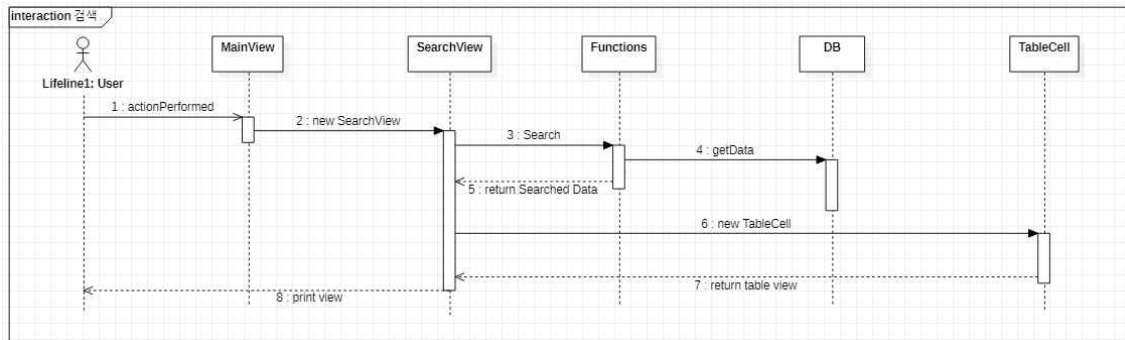 interaction 검색
MainView
SearchView
Functions
DB
TableCell
Lifeline1: User
1 : actionPerformed
2 : new SearchView
3 : Search
4 : getData
5 : return Searched Data
6 : new TableCell
7 : return table view
8 : print view